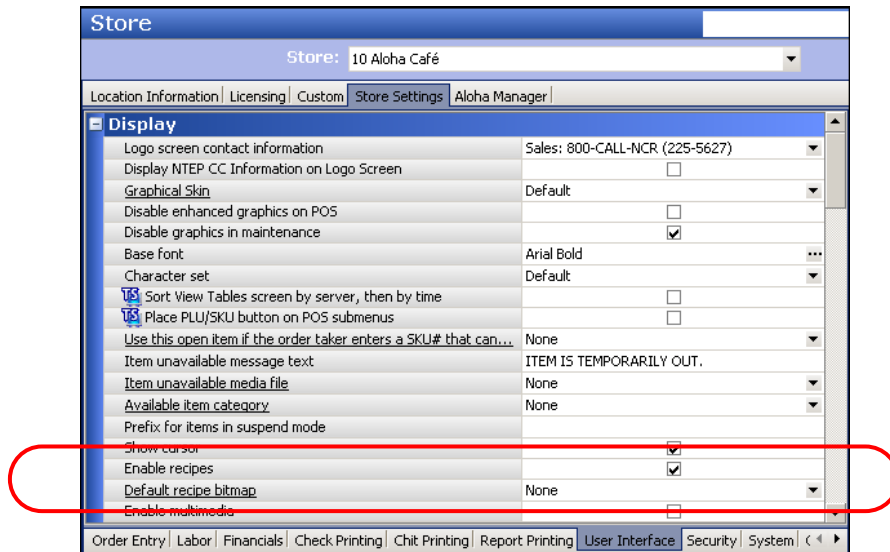 Store
Store: 10 Aloha Café
Location Information Licensing Custom Store Settings Aloha Manager
Display
Logo screen contact information Sales: 800-CALL-NCR (225-5627)
Display NTEP CC Information on Logo Screen
Graphical Skin Default
Disable enhanced graphics on POS
Disable graphics in maintenance
Base font Arial Bold ...
Character set Default
TS Sort View Tables screen by server, then by time
TS Place PLU/SKU button on POS submenus
Use this open item if the order taker enters a SKU# that can... None
Item unavailable message text ITEM IS TEMPORARILY OUT.
Item unavailable media file None
Available item category None
Prefix for items in suspend mode
Show cursor
Enable recipes
Default recipe bitmap None
Enable multimedia
Order Entry Labor Financials Check Printing Chit Printing Report Printing User Interface Security System